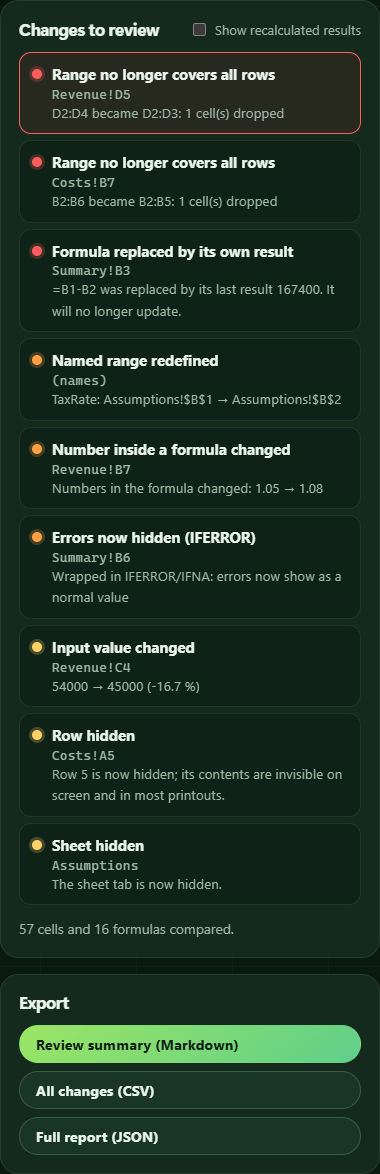 Changes to review
Show recalculated results
Range no longer covers all rows
Revenue!D5
D2:D4 became D2:D3: 1 cell(s) dropped
Range no longer covers all rows
Costs!B7
B2:B6 became B2:B5: 1 cell(s) dropped
Formula replaced by its own result
Summary!B3
=B1-B2 was replaced by its last result 167400. It
will no longer update.
Named range redefined
(names)
TaxRate: Assumptions!$B$1 → Assumptions!$B$2
Number inside a formula changed
Revenue!B7
Numbers in the formula changed: 1.05 → 1.08
Errors now hidden (IFERROR)
Summary!B6
Wrapped in IFERROR/IFNA: errors now show as a
normal value
Input value changed
Revenue!C4
54000 → 45000 (-16.7 %)
Row hidden
Costs!A5
Row 5 is now hidden; its contents are invisible on
screen and in most printouts.
Sheet hidden
Assumptions
The sheet tab is now hidden.
57 cells and 16 formulas compared.
Export
Review summary (Markdown)
All changes (CSV)
Full report (JSON)